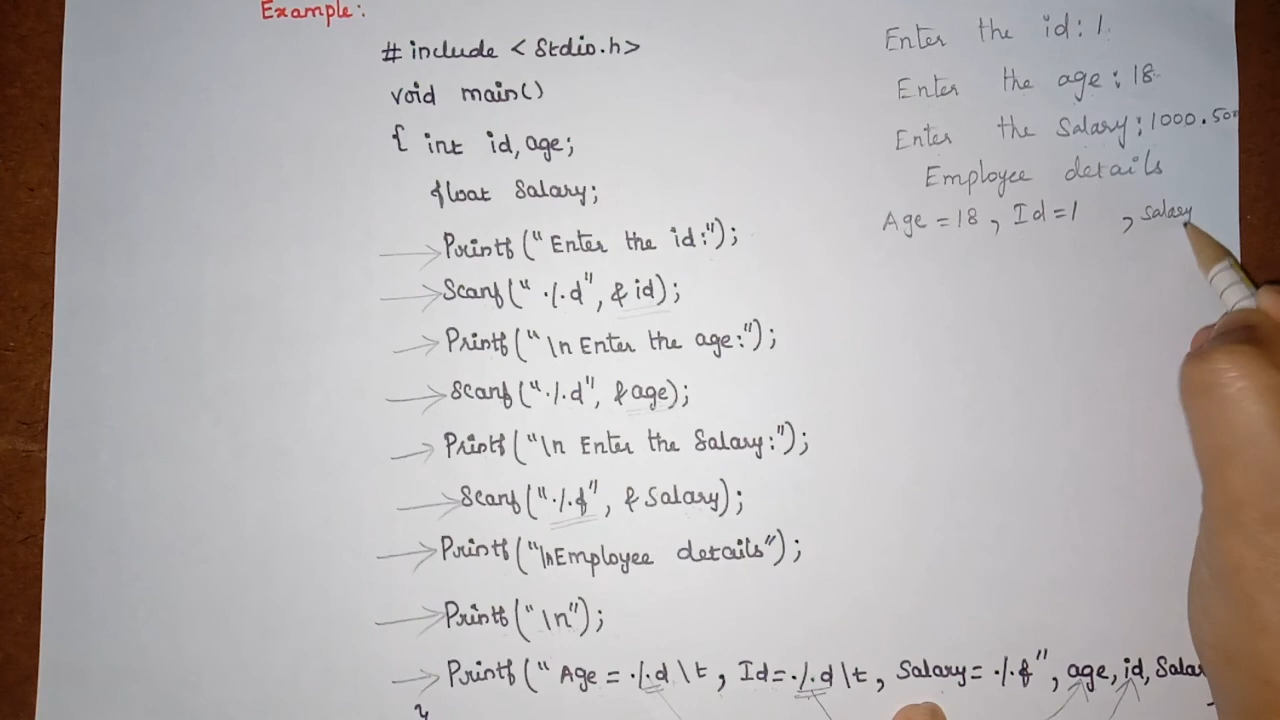 Example:
# include < Stdio.h>
void main()
{ int id, age;
float Salary;
Printf ("Enter the id:");
Scanf (" %d", & id);
Printf ("\n Enter the age:");
Scanf ("%d", & age);
Printf ("\n Enter the Salary:");
Scanf ("%f", & Salary);
Printf ("\nEmployee details");
Printf (" \n");
Printf (" Age = %d \t , Id= %d \t , Salary= %f", age, id, Salar
}
Enter the id: 1
Enter the age: 18
Enter the Salary: 1000.50
Employee details
Age = 18 , Id = 1 , Salary